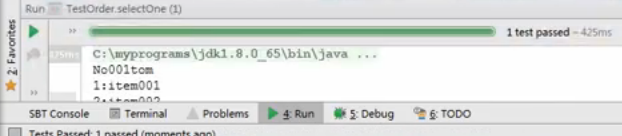 Run TestOrder.selectOne (1)
1 test passed - 425ms
C:\myprograms\jdk1.8.0_65\bin\java ...
No001tom
1:item001
2:item002
2: Favorites
SBT Console Terminal Problems 4: Run 5: Debug 6: TODO
Tests Passed: 1 passed (moments ago)